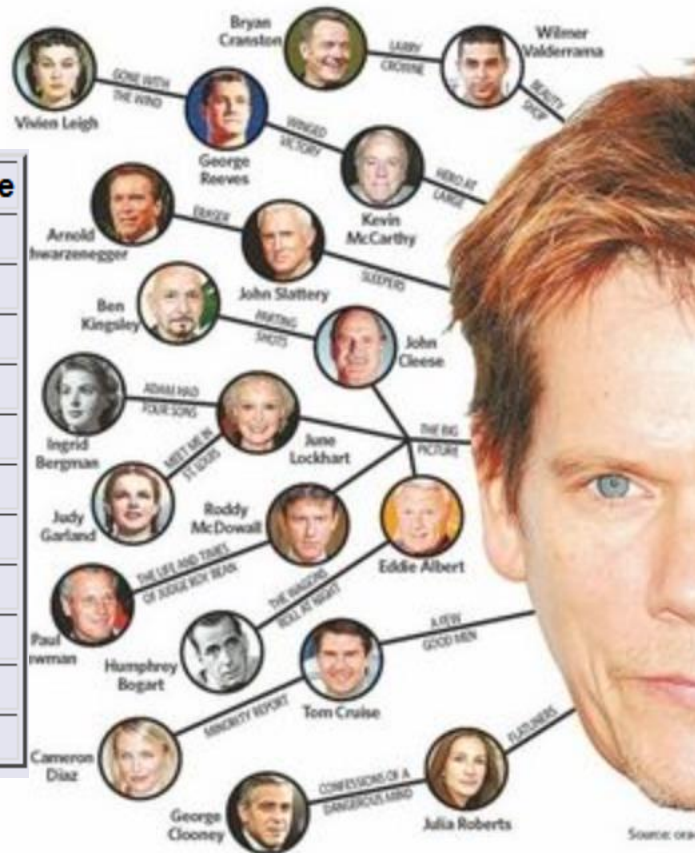 Bryan
Cranston
LARRY
CROWNE
Wilmer
Valderrama
BEAUTY
SHOP
Vivien Leigh
GONE WITH
THE WIND
George
Reeves
WINGED
VICTORY
Kevin
McCarthy
HERO AT
LARGE
e
Arnold
hwarzenegger
ERASER
John Slattery
SLEEPERS
Ben
Kingsley
PARTING
SHOTS
John
Cleese
Ingrid
Bergman
ADAM HAD
FOUR SONS
June
Lockhart
THE BIG
PICTURE
Judy
Garland
MEET ME IN
ST LOUIS
Roddy
McDowall
Eddie Albert
Paul
wman
THE LIFE AND TIMES
OF JUDGE ROY BEAN
Humphrey
Bogart
THE WAGONS
ROLL AT NIGHT
Tom Cruise
A FEW
GOOD MEN
Cameron
Diaz
MINORITY REPORT
George
Clooney
CONFESSIONS OF A
DANGEROUS MIND
Julia Roberts
FLATLINERS
Source: ora